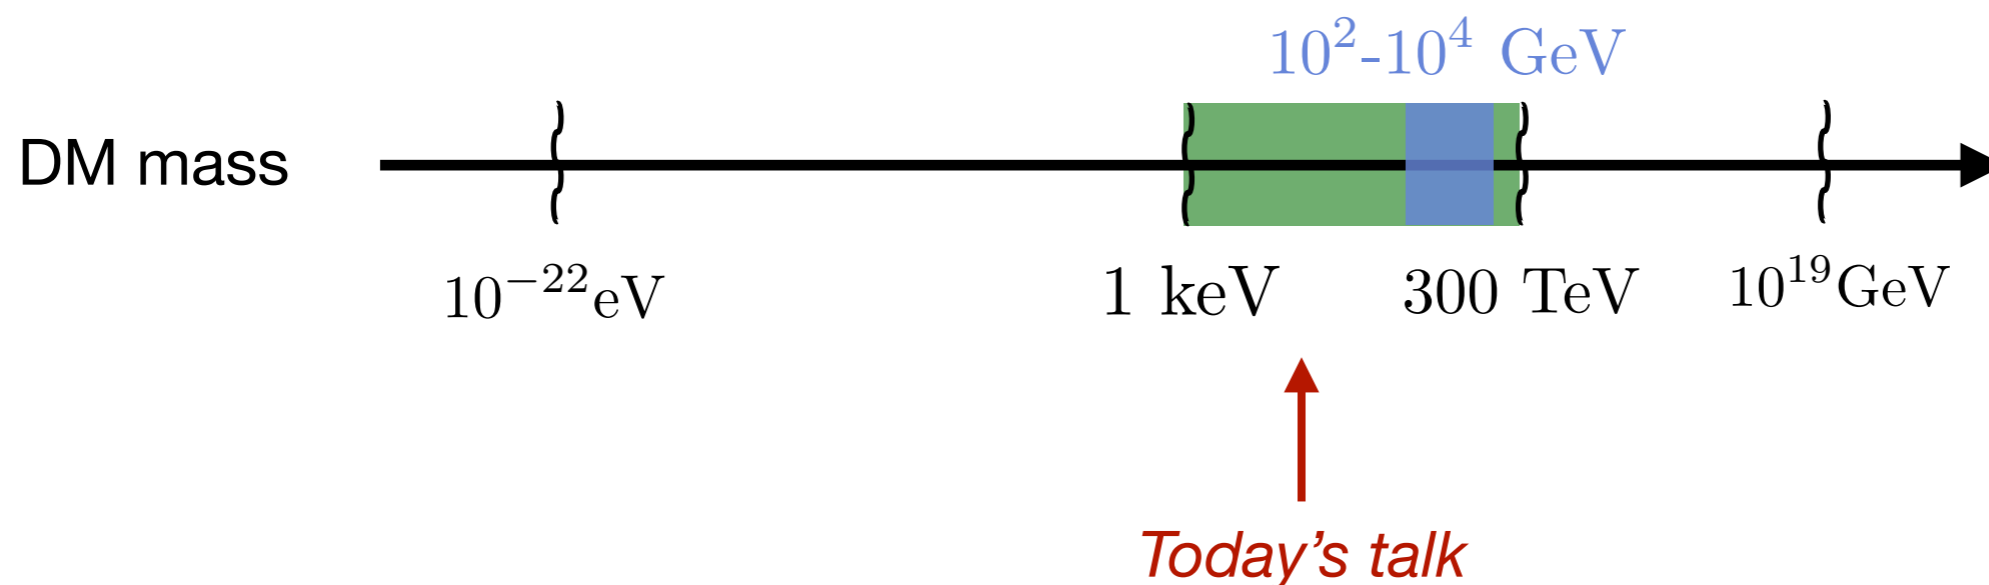 10²-10⁴ GeV
DM mass
10⁻²²eV
1 keV
300 TeV
10¹⁹GeV
Today's talk